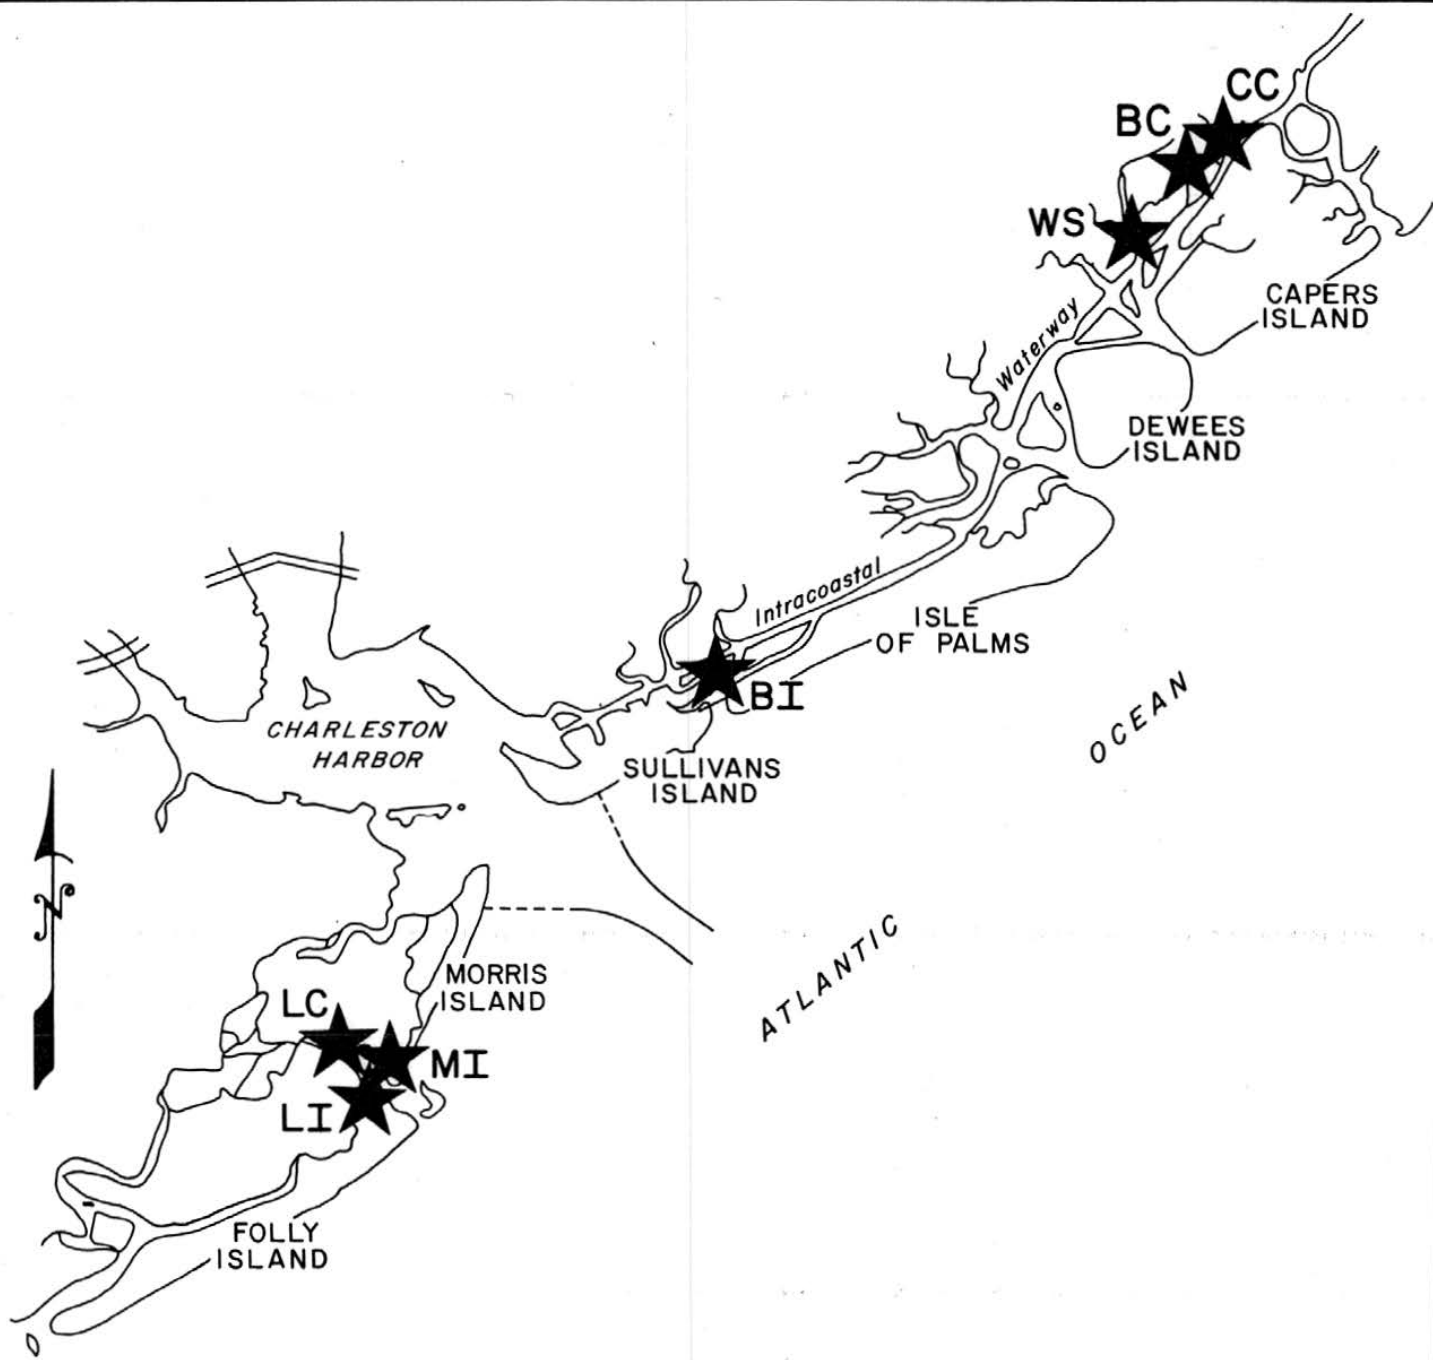 CC
BC
WS
CAPERS
ISLAND
Waterway
DEWEES
ISLAND
Intracoastal
ISLE
OF PALMS
BI
OCEAN
CHARLESTON
HARBOR
SULLIVANS
ISLAND
N
ATLANTIC
MORRIS
ISLAND
LC
MI
LI
FOLLY
ISLAND